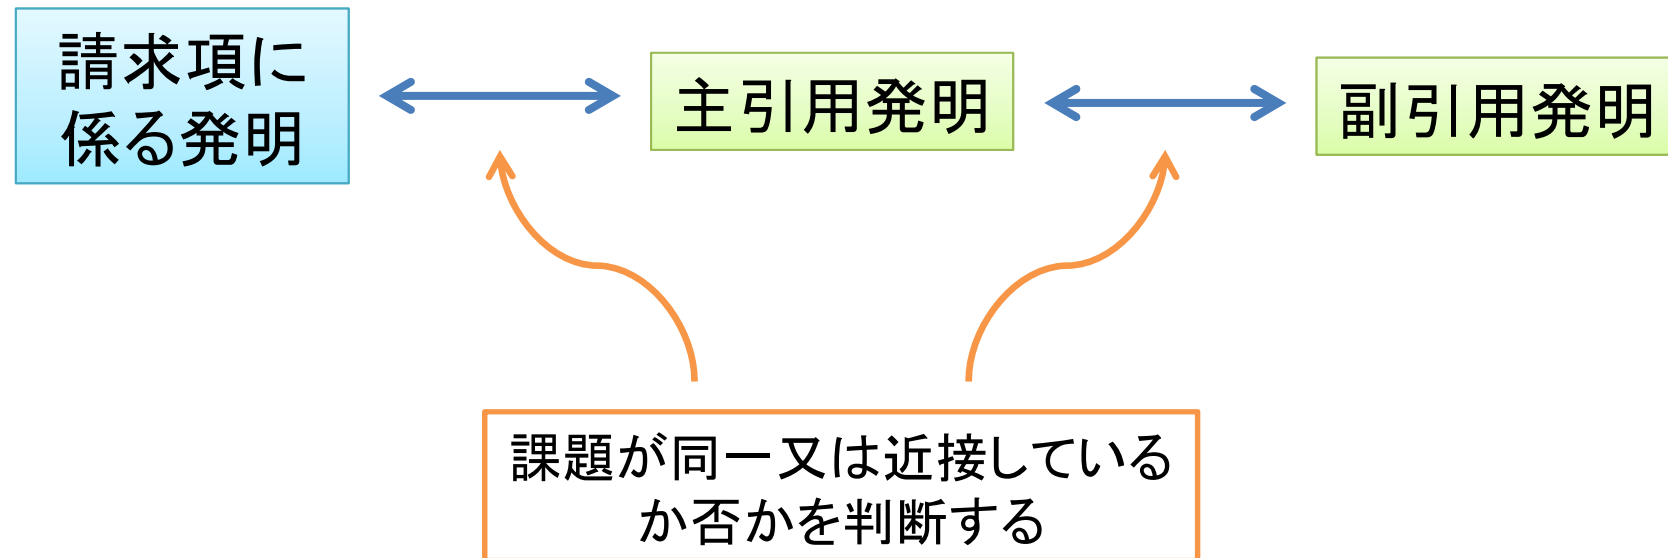 請求項に
係る発明
主引用発明
副引用発明
課題が同一又は近接している
か否かを判断する